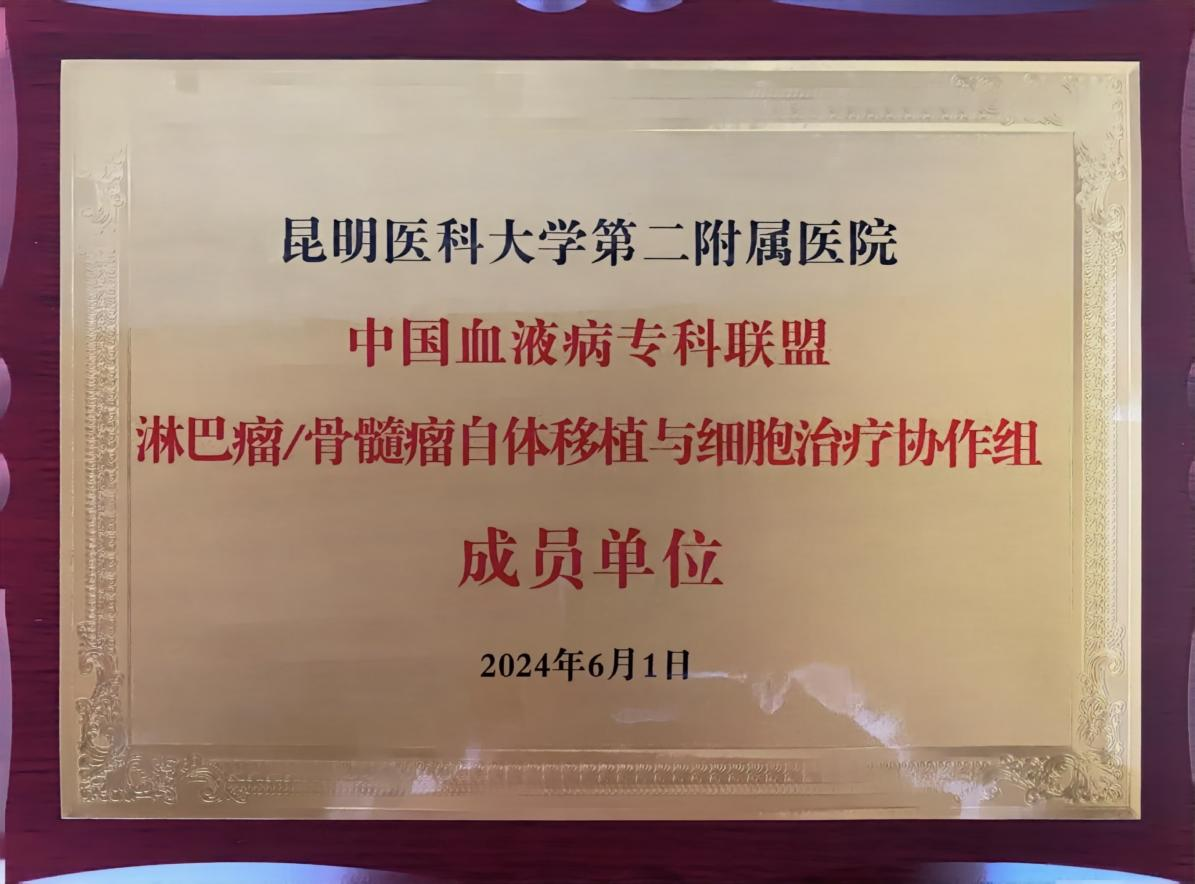 昆明医科大学第二附属医院
中国血液病专科联盟
淋巴瘤/骨髓瘤自体移植与细胞治疗协作组
成员单位
2024年6月1日